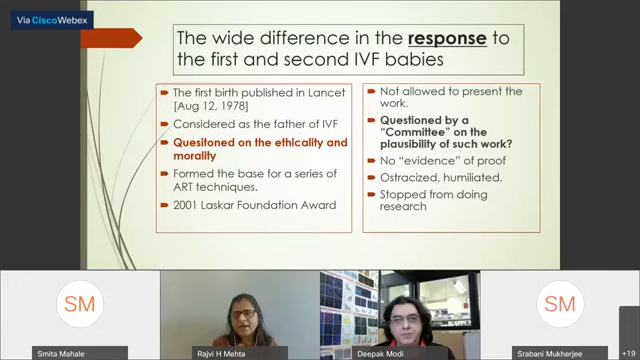 Via CiscoWebex
The wide difference in the response to
the first and second IVF babies
The first birth published in Lancet
[Aug 12, 1978]
Considered as the father of IVF
Quesitoned on the ethicality and
morality
Formed the base for a series of
ART techniques.
2001 Laskar Foundation Award
Not allowed to present the
work.
Questioned by a
“Committee” on the
plausibility of such work?
No “evidence” of proof
Ostracized, humiliated.
Stopped from doing
research
SM
SM
Smita Mahale
Rajvi H Mehta
Deepak Modi
Srabani Mukherjee
+19